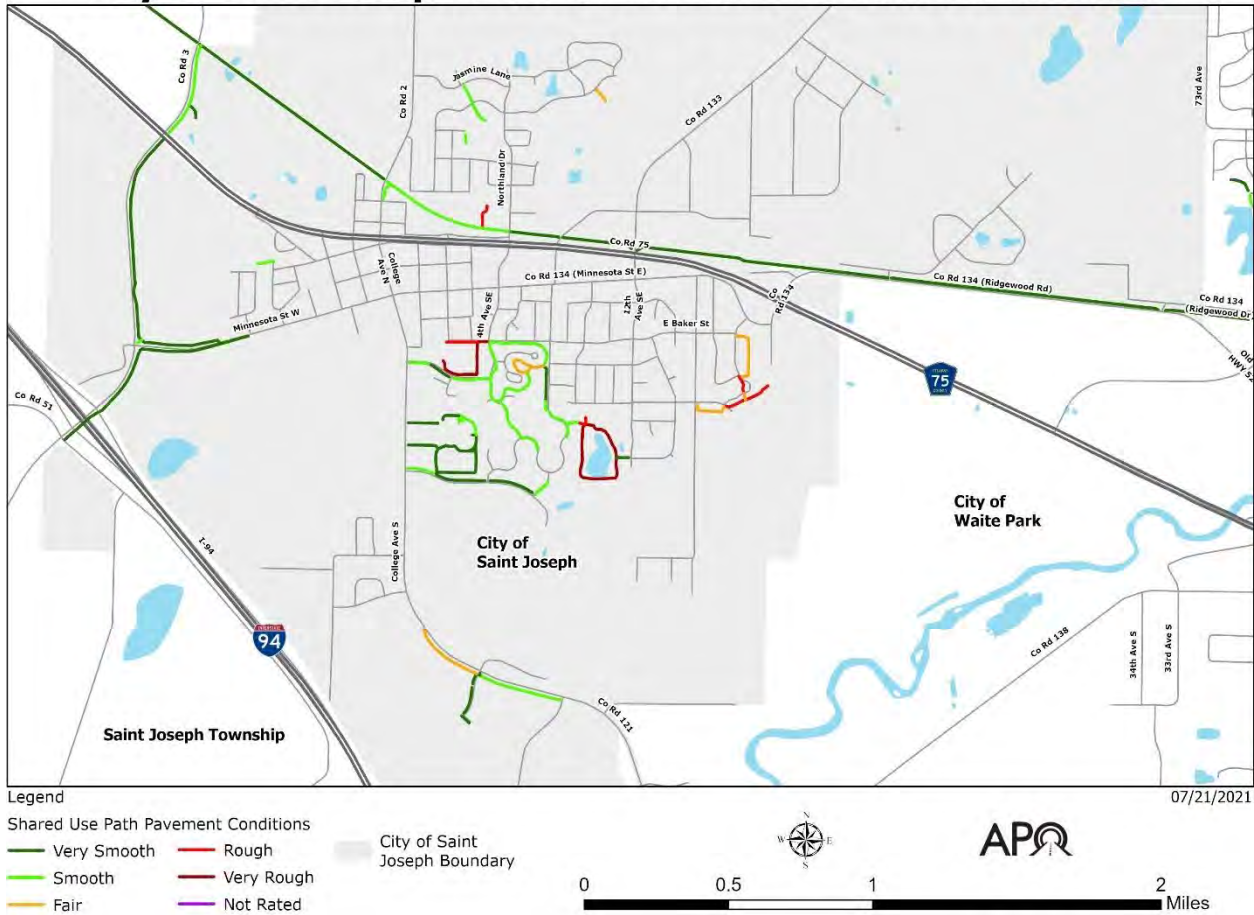 Co Rd 3
Co Rd 2
Jasmine Lane
Co Rd 133
73rd Ave
Northland Dr
Co Rd 75
College
Ave N
Co Rd 134 (Minnesota St E)
Co Rd 134 (Ridgewood Rd)
Co Rd 134
(Ridgewood Dr)
Co
Rd 134
Minnesota St W
4th Ave SE
12th
Ave SE
E Baker St
75
Co Rd 51
I-94
College Ave S
City of
Saint Joseph
City of
Waite Park
94
Co Rd 138
34th Ave S
33rd Ave S
Co Rd 121
Saint Joseph Township
Legend
07/21/2021
Shared Use Path Pavement Conditions
Very Smooth
Smooth
Fair
Rough
Very Rough
Not Rated
City of Saint
Joseph Boundary
N
W
E
S
APO
0 0.5 1 2
Miles